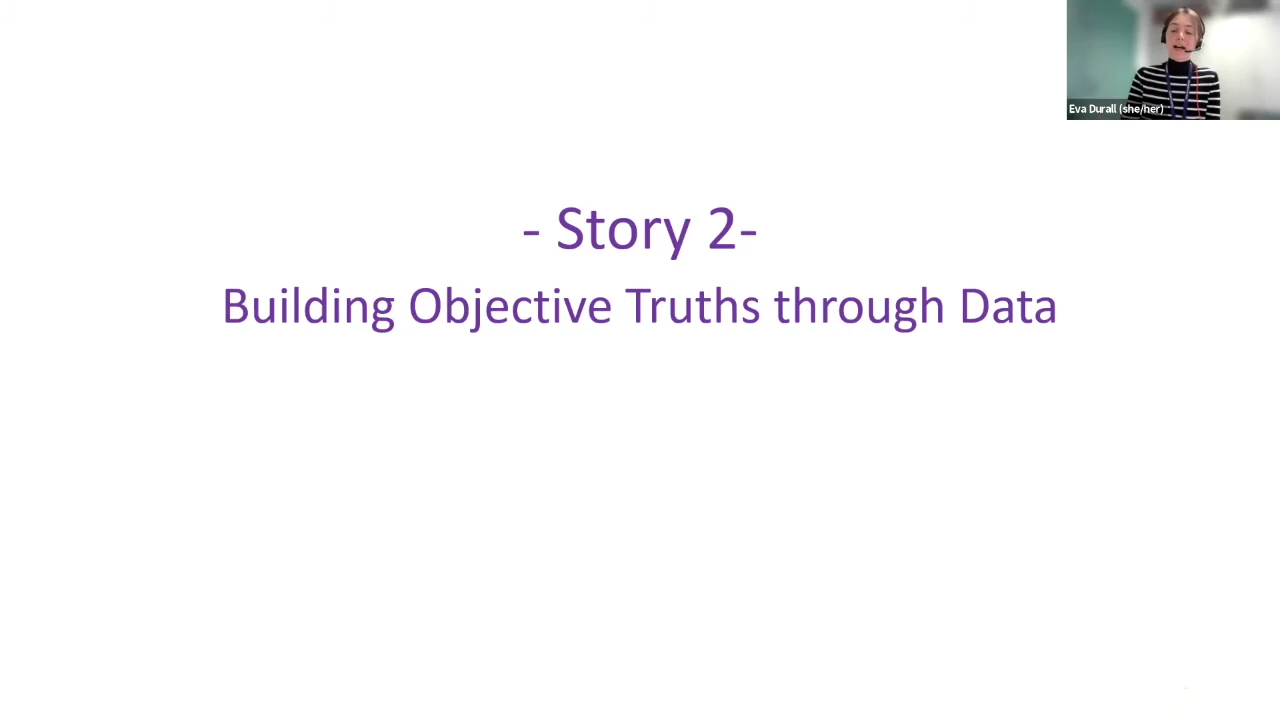 Eva Durall (she/her)
- Story 2-
Building Objective Truths through Data